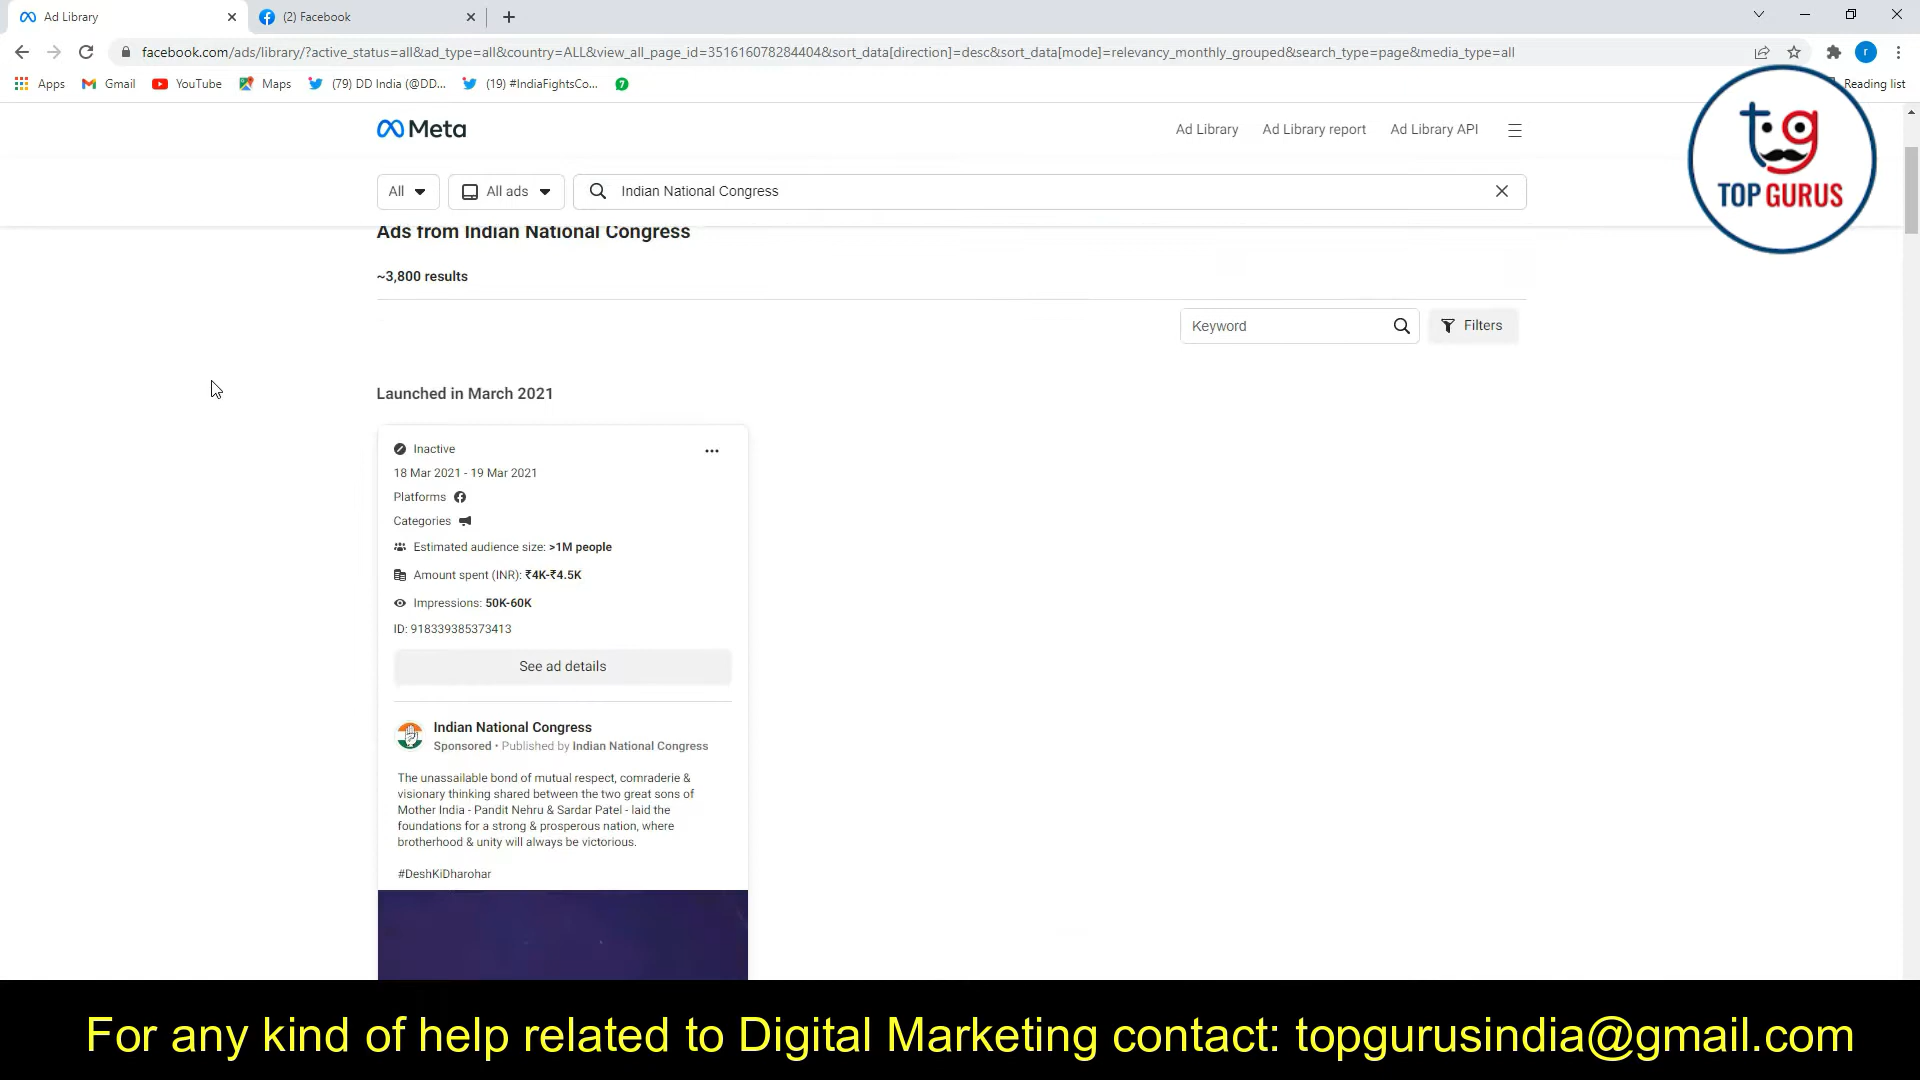 Ad Library
(2) Facebook
facebook.com/ads/library/?active_status=all&ad_type=all&country=ALL&view_all_page_id=351616078284404&sort_data[direction]=desc&sort_data[mode]=relevancy_monthly_grouped&search_type=page&media_type=all
r
Apps
Gmail
YouTube
Maps
(79) DD India (@DD...
(19) #IndiaFightsCo...
Reading list
Meta
Ad Library
Ad Library report
Ad Library API
tg
TOP GURUS
All
All ads
Indian National Congress
Ads from Indian National Congress
~3,800 results
Keyword
Filters
Launched in March 2021
Inactive
18 Mar 2021 - 19 Mar 2021
Platforms
Categories
Estimated audience size: >1M people
Amount spent (INR): ₹4K-₹4.5K
Impressions: 50K-60K
ID: 918339385373413
See ad details
Indian National Congress
Sponsored • Published by Indian National Congress
The unassailable bond of mutual respect, comraderie &
visionary thinking shared between the two great sons of
Mother India - Pandit Nehru & Sardar Patel - laid the
foundations for a strong & prosperous nation, where
brotherhood & unity will always be victorious.
#DeshKiDharohar
For any kind of help related to Digital Marketing contact: topgurusindia@gmail.com